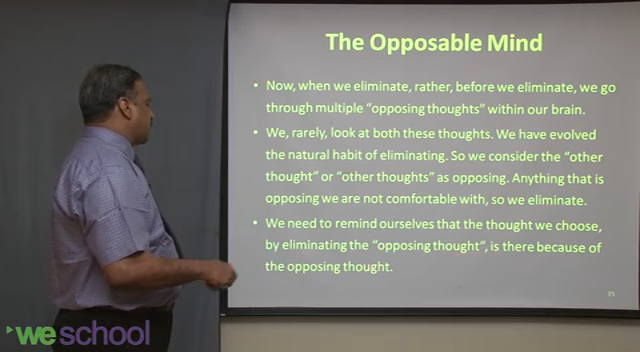 The Opposable Mind
• Now, when we eliminate, rather, before we eliminate, we go
through multiple “opposing thoughts” within our brain.
• We, rarely, look at both these thoughts. We have evolved
the natural habit of eliminating. So we consider the “other
thought” or “other thoughts” as opposing. Anything that is
opposing we are not comfortable with, so we eliminate.
• We need to remind ourselves that the thought we choose,
by eliminating the “opposing thought”, is there because of
the opposing thought.
35
we school